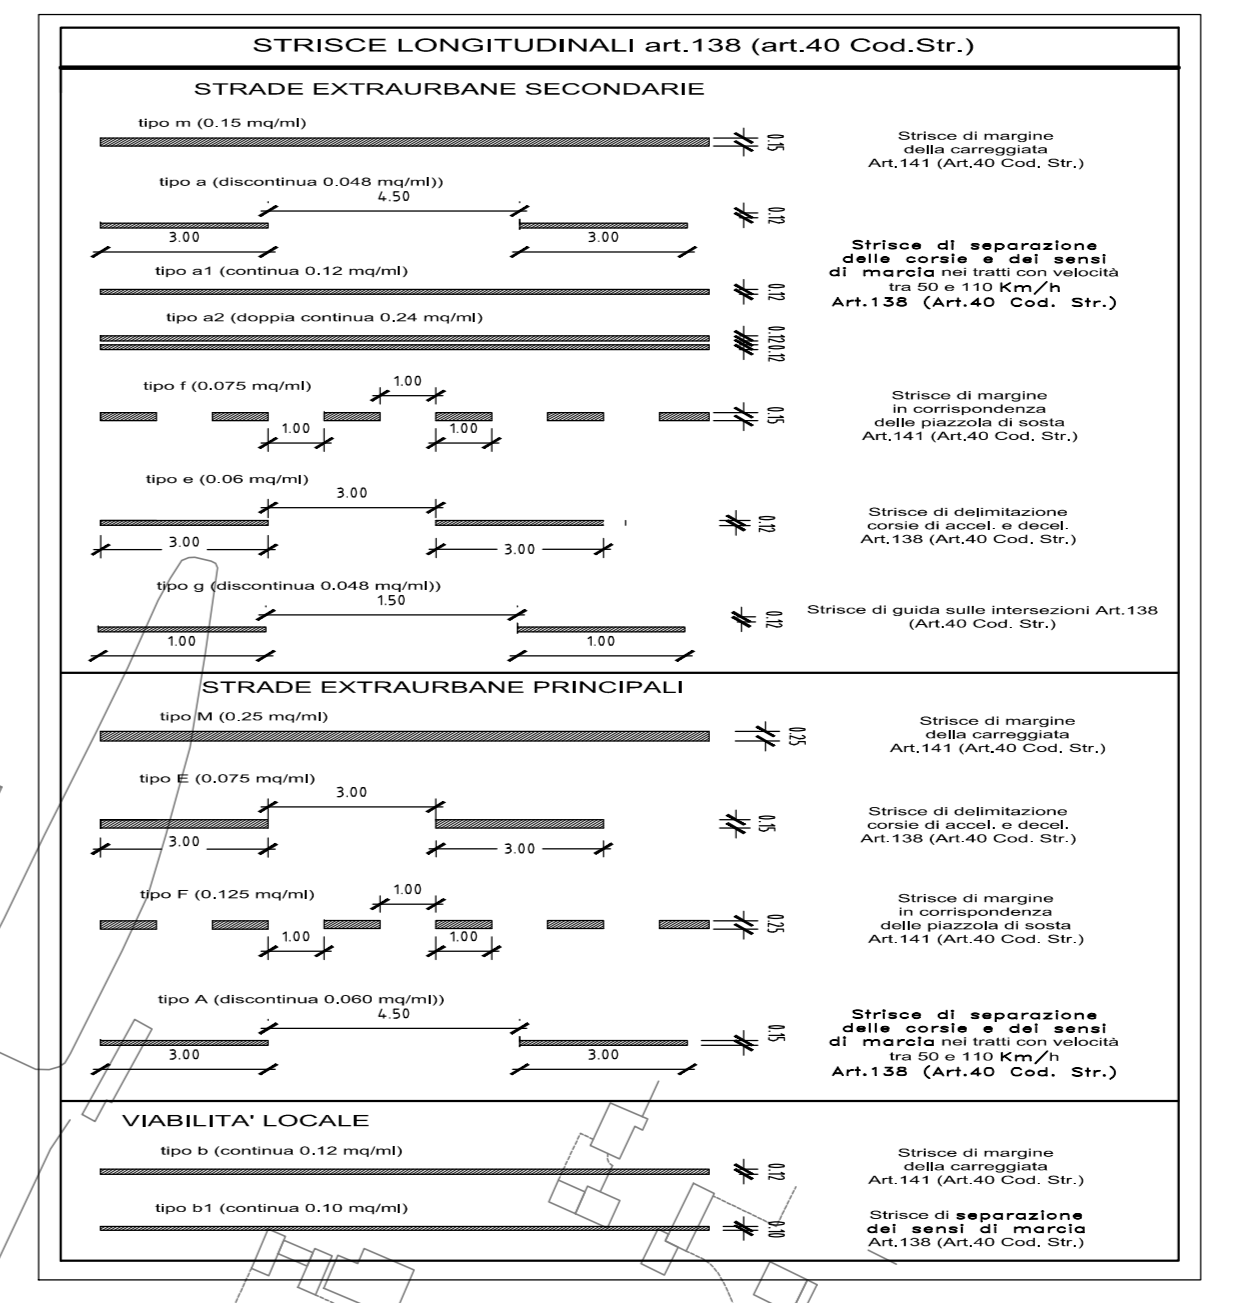 STRISCE LONGITUDINALI art.138 (art.40 Cod.Str.)
STRADE EXTRAURBANE SECONDARIE
tipo m (0.15 mq/ml)
0.15
Strisce di margine
della carreggiata
Art.141 (Art.40 Cod. Str.)
tipo a (discontinua 0.048 mq/ml))
4.50
3.00
3.00
0.12
Strisce di separazione
delle corsie e dei sensi
di marcia nei tratti con velocità
tra 50 e 110 Km/h
Art.138 (Art.40 Cod. Str.)
tipo a1 (continua 0.12 mq/ml)
0.12
tipo a2 (doppia continua 0.24 mq/ml)
0.12
0.12
tipo f (0.075 mq/ml)
1.00
1.00
1.00
0.15
Strisce di margine
in corrispondenza
delle piazzola di sosta
Art.141 (Art.40 Cod. Str.)
tipo e (0.06 mq/ml)
3.00
3.00
3.00
0.12
Strisce di delimitazione
corsie di accel. e decel.
Art.138 (Art.40 Cod. Str.)
tipo g (discontinua 0.048 mq/ml))
1.50
1.00
1.00
0.12
Strisce di guida sulle intersezioni Art.138
(Art.40 Cod. Str.)
STRADE EXTRAURBANE PRINCIPALI
tipo M (0.25 mq/ml)
0.25
Strisce di margine
della carreggiata
Art.141 (Art.40 Cod. Str.)
tipo E (0.075 mq/ml)
3.00
3.00
3.00
0.15
Strisce di delimitazione
corsie di accel. e decel.
Art.138 (Art.40 Cod. Str.)
tipo F (0.125 mq/ml)
1.00
1.00
1.00
0.25
Strisce di margine
in corrispondenza
delle piazzola di sosta
Art.141 (Art.40 Cod. Str.)
tipo A (discontinua 0.060 mq/ml))
4.50
3.00
3.00
0.15
Strisce di separazione
delle corsie e dei sensi
di marcia nei tratti con velocità
tra 50 e 110 Km/h
Art.138 (Art.40 Cod. Str.)
VIABILITA' LOCALE
tipo b (continua 0.12 mq/ml)
0.12
Strisce di margine
della carreggiata
Art.141 (Art.40 Cod. Str.)
tipo b1 (continua 0.10 mq/ml)
0.10
Strisce di separazione
dei sensi di marcia
Art.138 (Art.40 Cod. Str.)